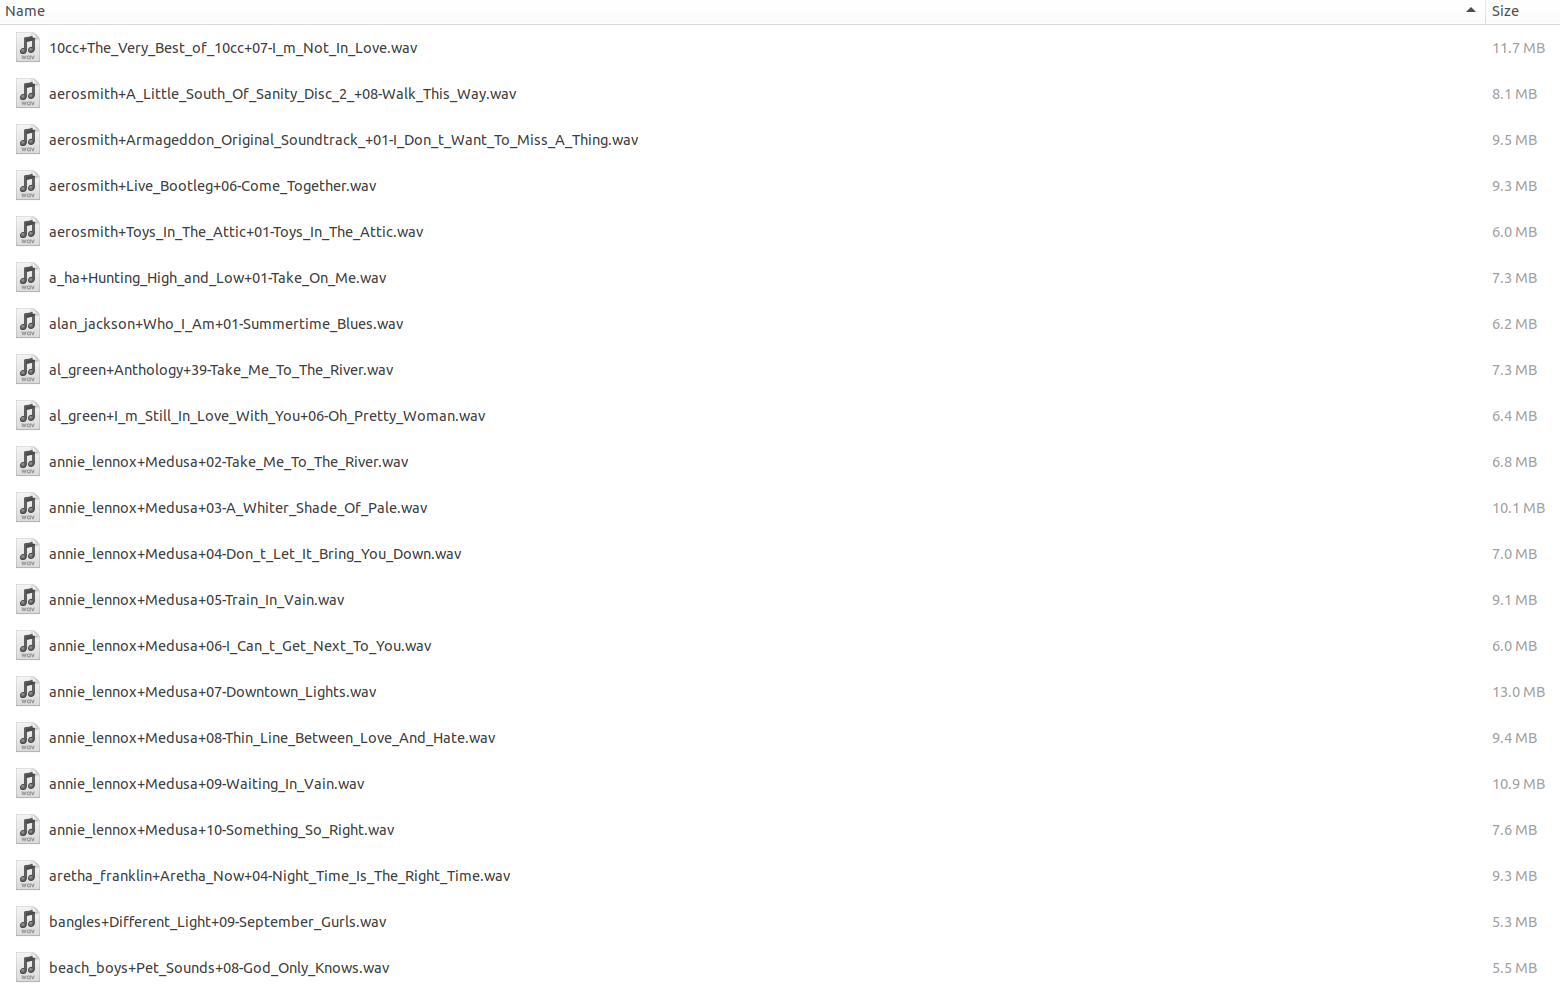 Name Size
10cc+The_Very_Best_of_10cc+07-I_m_Not_In_Love.wav 11.7 MB
aerosmith+A_Little_South_Of_Sanity_Disc_2_+08-Walk_This_Way.wav 8.1 MB
aerosmith+Armageddon_Original_Soundtrack_+01-I_Don_t_Want_To_Miss_A_Thing.wav 9.5 MB
aerosmith+Live_Bootleg+06-Come_Together.wav 9.3 MB
aerosmith+Toys_In_The_Attic+01-Toys_In_The_Attic.wav 6.0 MB
a_ha+Hunting_High_and_Low+01-Take_On_Me.wav 7.3 MB
alan_jackson+Who_I_Am+01-Summertime_Blues.wav 6.2 MB
al_green+Anthology+39-Take_Me_To_The_River.wav 7.3 MB
al_green+I_m_Still_In_Love_With_You+06-Oh_Pretty_Woman.wav 6.4 MB
annie_lennox+Medusa+02-Take_Me_To_The_River.wav 6.8 MB
annie_lennox+Medusa+03-A_Whiter_Shade_Of_Pale.wav 10.1 MB
annie_lennox+Medusa+04-Don_t_Let_It_Bring_You_Down.wav 7.0 MB
annie_lennox+Medusa+05-Train_In_Vain.wav 9.1 MB
annie_lennox+Medusa+06-I_Can_t_Get_Next_To_You.wav 6.0 MB
annie_lennox+Medusa+07-Downtown_Lights.wav 13.0 MB
annie_lennox+Medusa+08-Thin_Line_Between_Love_And_Hate.wav 9.4 MB
annie_lennox+Medusa+09-Waiting_In_Vain.wav 10.9 MB
annie_lennox+Medusa+10-Something_So_Right.wav 7.6 MB
aretha_franklin+Aretha_Now+04-Night_Time_Is_The_Right_Time.wav 9.3 MB
bangles+Different_Light+09-September_Gurls.wav 5.3 MB
beach_boys+Pet_Sounds+08-God_Only_Knows.wav 5.5 MB